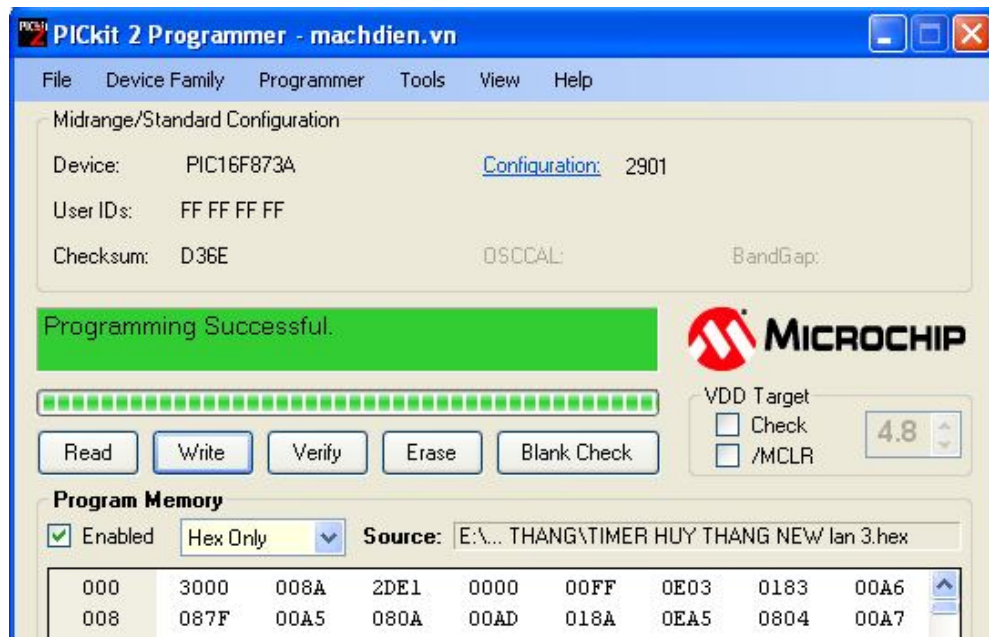 PICkit 2 Programmer - machdien.vn
File Device Family Programmer Tools View Help
Midrange/Standard Configuration
Device: PIC16F873A Configuration: 2901
User IDs: FF FF FF FF
Checksum: D36E OSCCAL: BandGap:
Programming Successful.
MICROCHIP
VDD Target
Check
4.8
/MCLR
Read Write Verify Erase Blank Check
Program Memory
Enabled Hex Only Source: E:\... THANG\TIMER HUY THANG NEW lan 3.hex
000 3000 008A 2DE1 0000 00FF 0E03 0183 00A6
008 087F 00A5 080A 00AD 018A 0EA5 0804 00A7